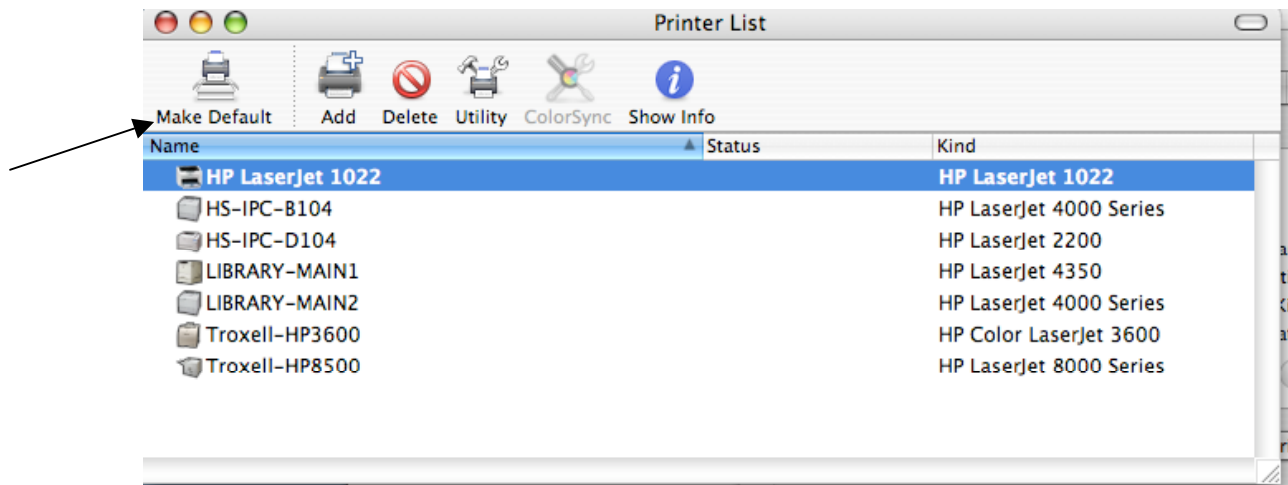 Printer List
Make Default Add Delete Utility ColorSync Show Info
Name Status Kind
HP LaserJet 1022 HP LaserJet 1022
HS-IPC-B104 HP LaserJet 4000 Series
HS-IPC-D104 HP LaserJet 2200
LIBRARY-MAIN1 HP LaserJet 4350
LIBRARY-MAIN2 HP LaserJet 4000 Series
Troxell-HP3600 HP Color LaserJet 3600
Troxell-HP8500 HP LaserJet 8000 Series